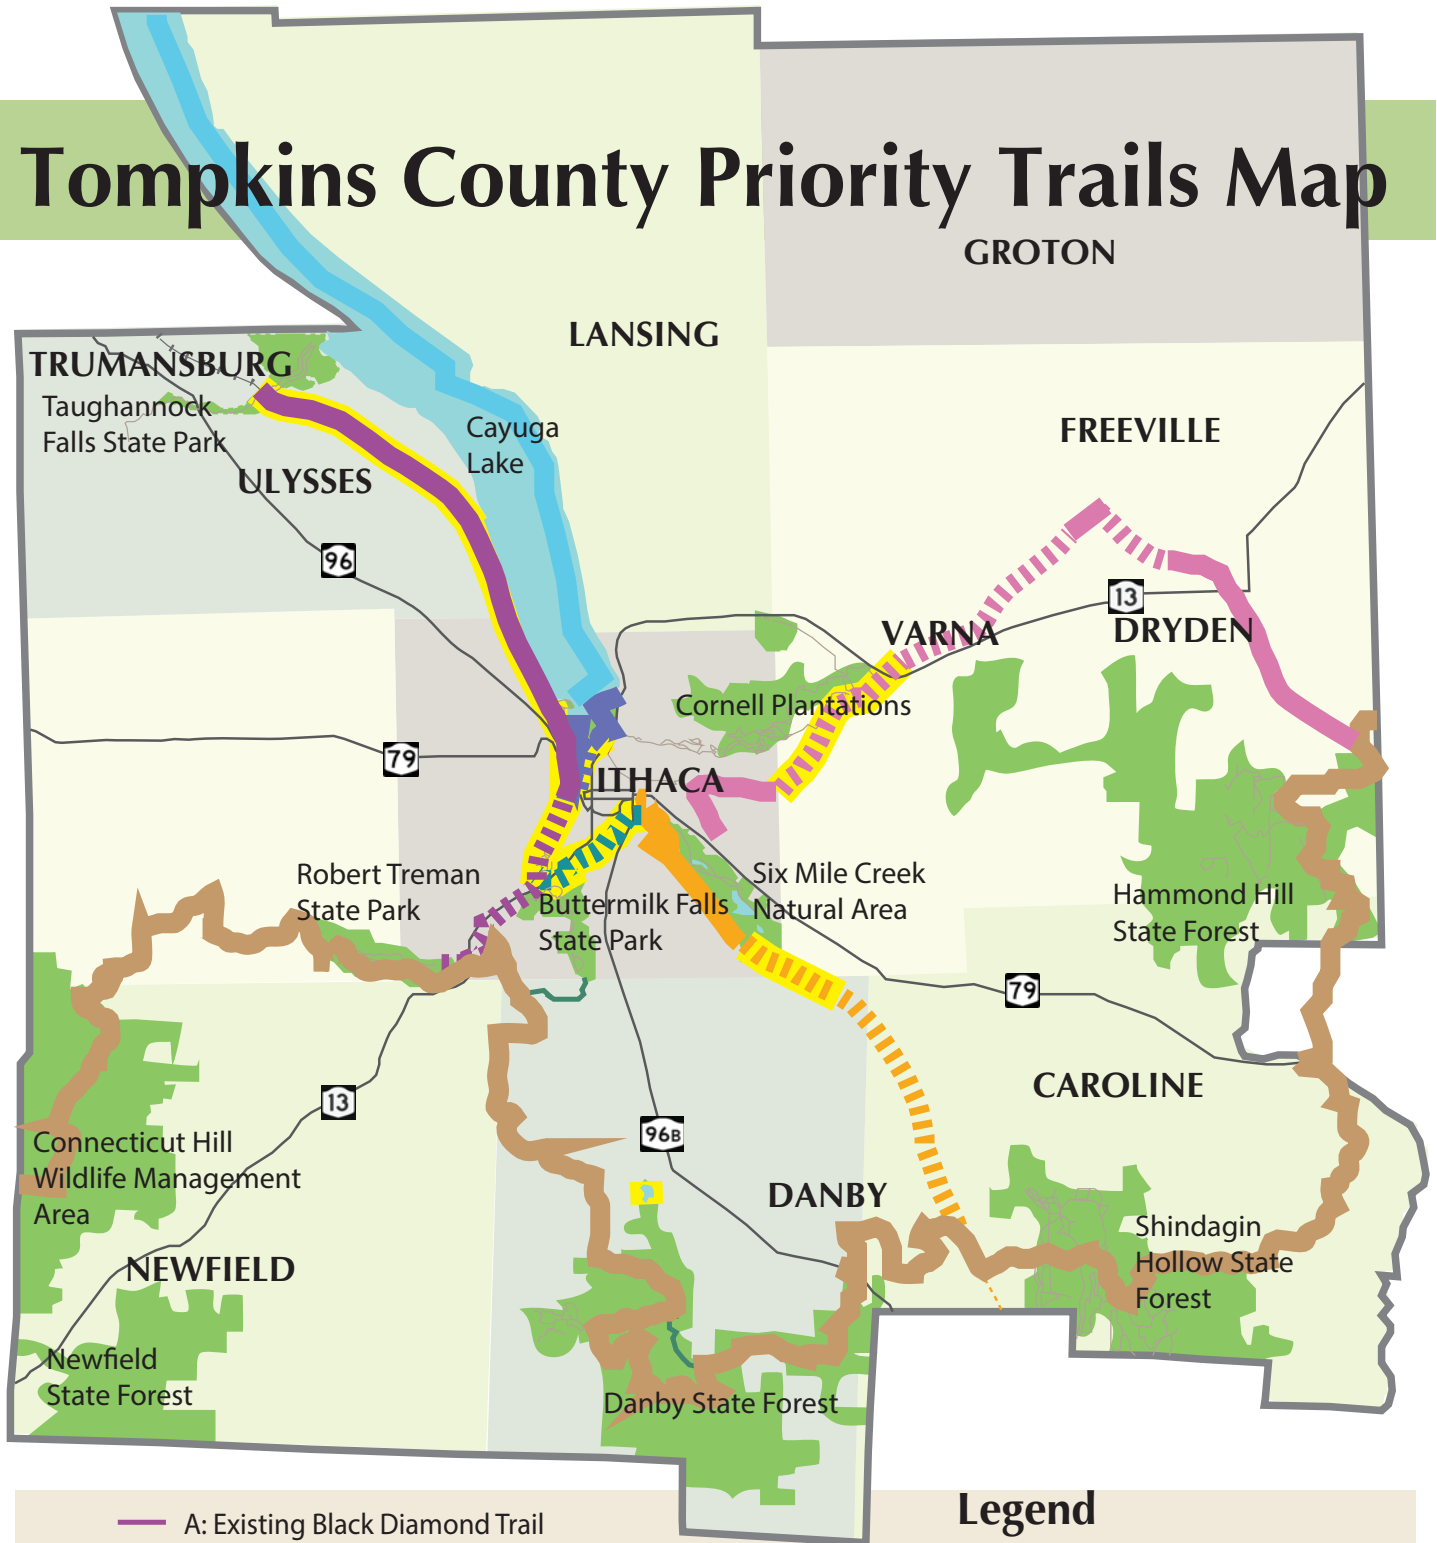 Tompkins County Priority Trails Map
GROTON
LANSING
TRUMANSBURG
Taughannock
Falls State Park
Cayuga
Lake
FREEVILLE
ULYSSES
96
13
VARNA
DRYDEN
Cornell Plantations
79
ITHACA
Robert Treman
State Park
Six Mile Creek
Natural Area
Buttermilk Falls
State Park
Hammond Hill
State Forest
79
CAROLINE
13
96B
Connecticut Hill
Wildlife Management
Area
DANBY
Shindagin
Hollow State
Forest
NEWFIELD
Newfield
State Forest
Danby State Forest
Legend
A: Existing Black Diamond Trail